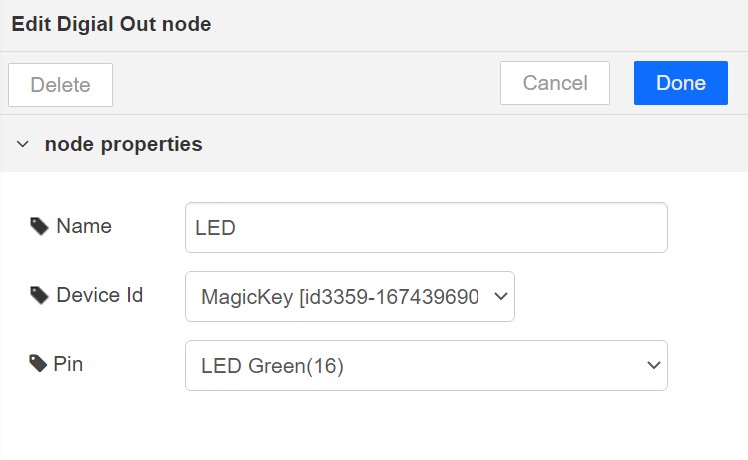 Edit Digial Out node
Delete
Cancel
Done
node properties
Name
LED
Device Id
MagicKey [id3359-167439690
Pin
LED Green(16)